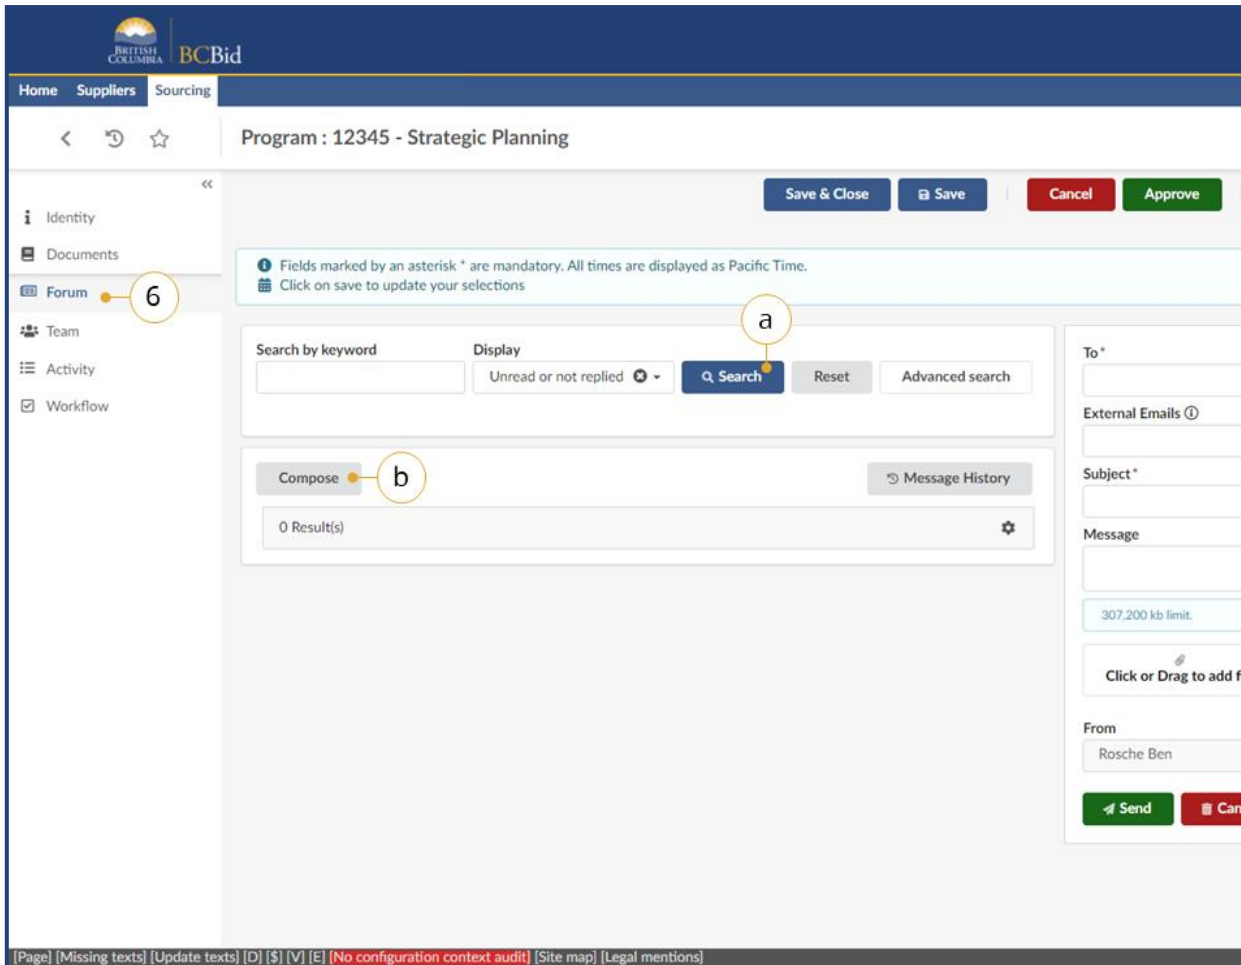 BRITISH
COLUMBIA
BCBid
Home Suppliers Sourcing
Program : 12345 - Strategic Planning
Save & Close Save Cancel Approve
Identity
Documents
Forum 6
Team
Activity
Workflow
Fields marked by an asterisk * are mandatory. All times are displayed as Pacific Time.
Click on save to update your selections
a
Search by keyword Display
Unread or not replied Search Reset Advanced search
Compose b Message History
0 Result(s)
To *
External Emails
Subject *
Message
307,200 kb limit.
Click or Drag to add f
From
Rosche Ben
Send Can
[Page] [Missing texts] [Update texts] [D] [$] [V] [E] [No configuration context audit] [Site map] [Legal mentions]